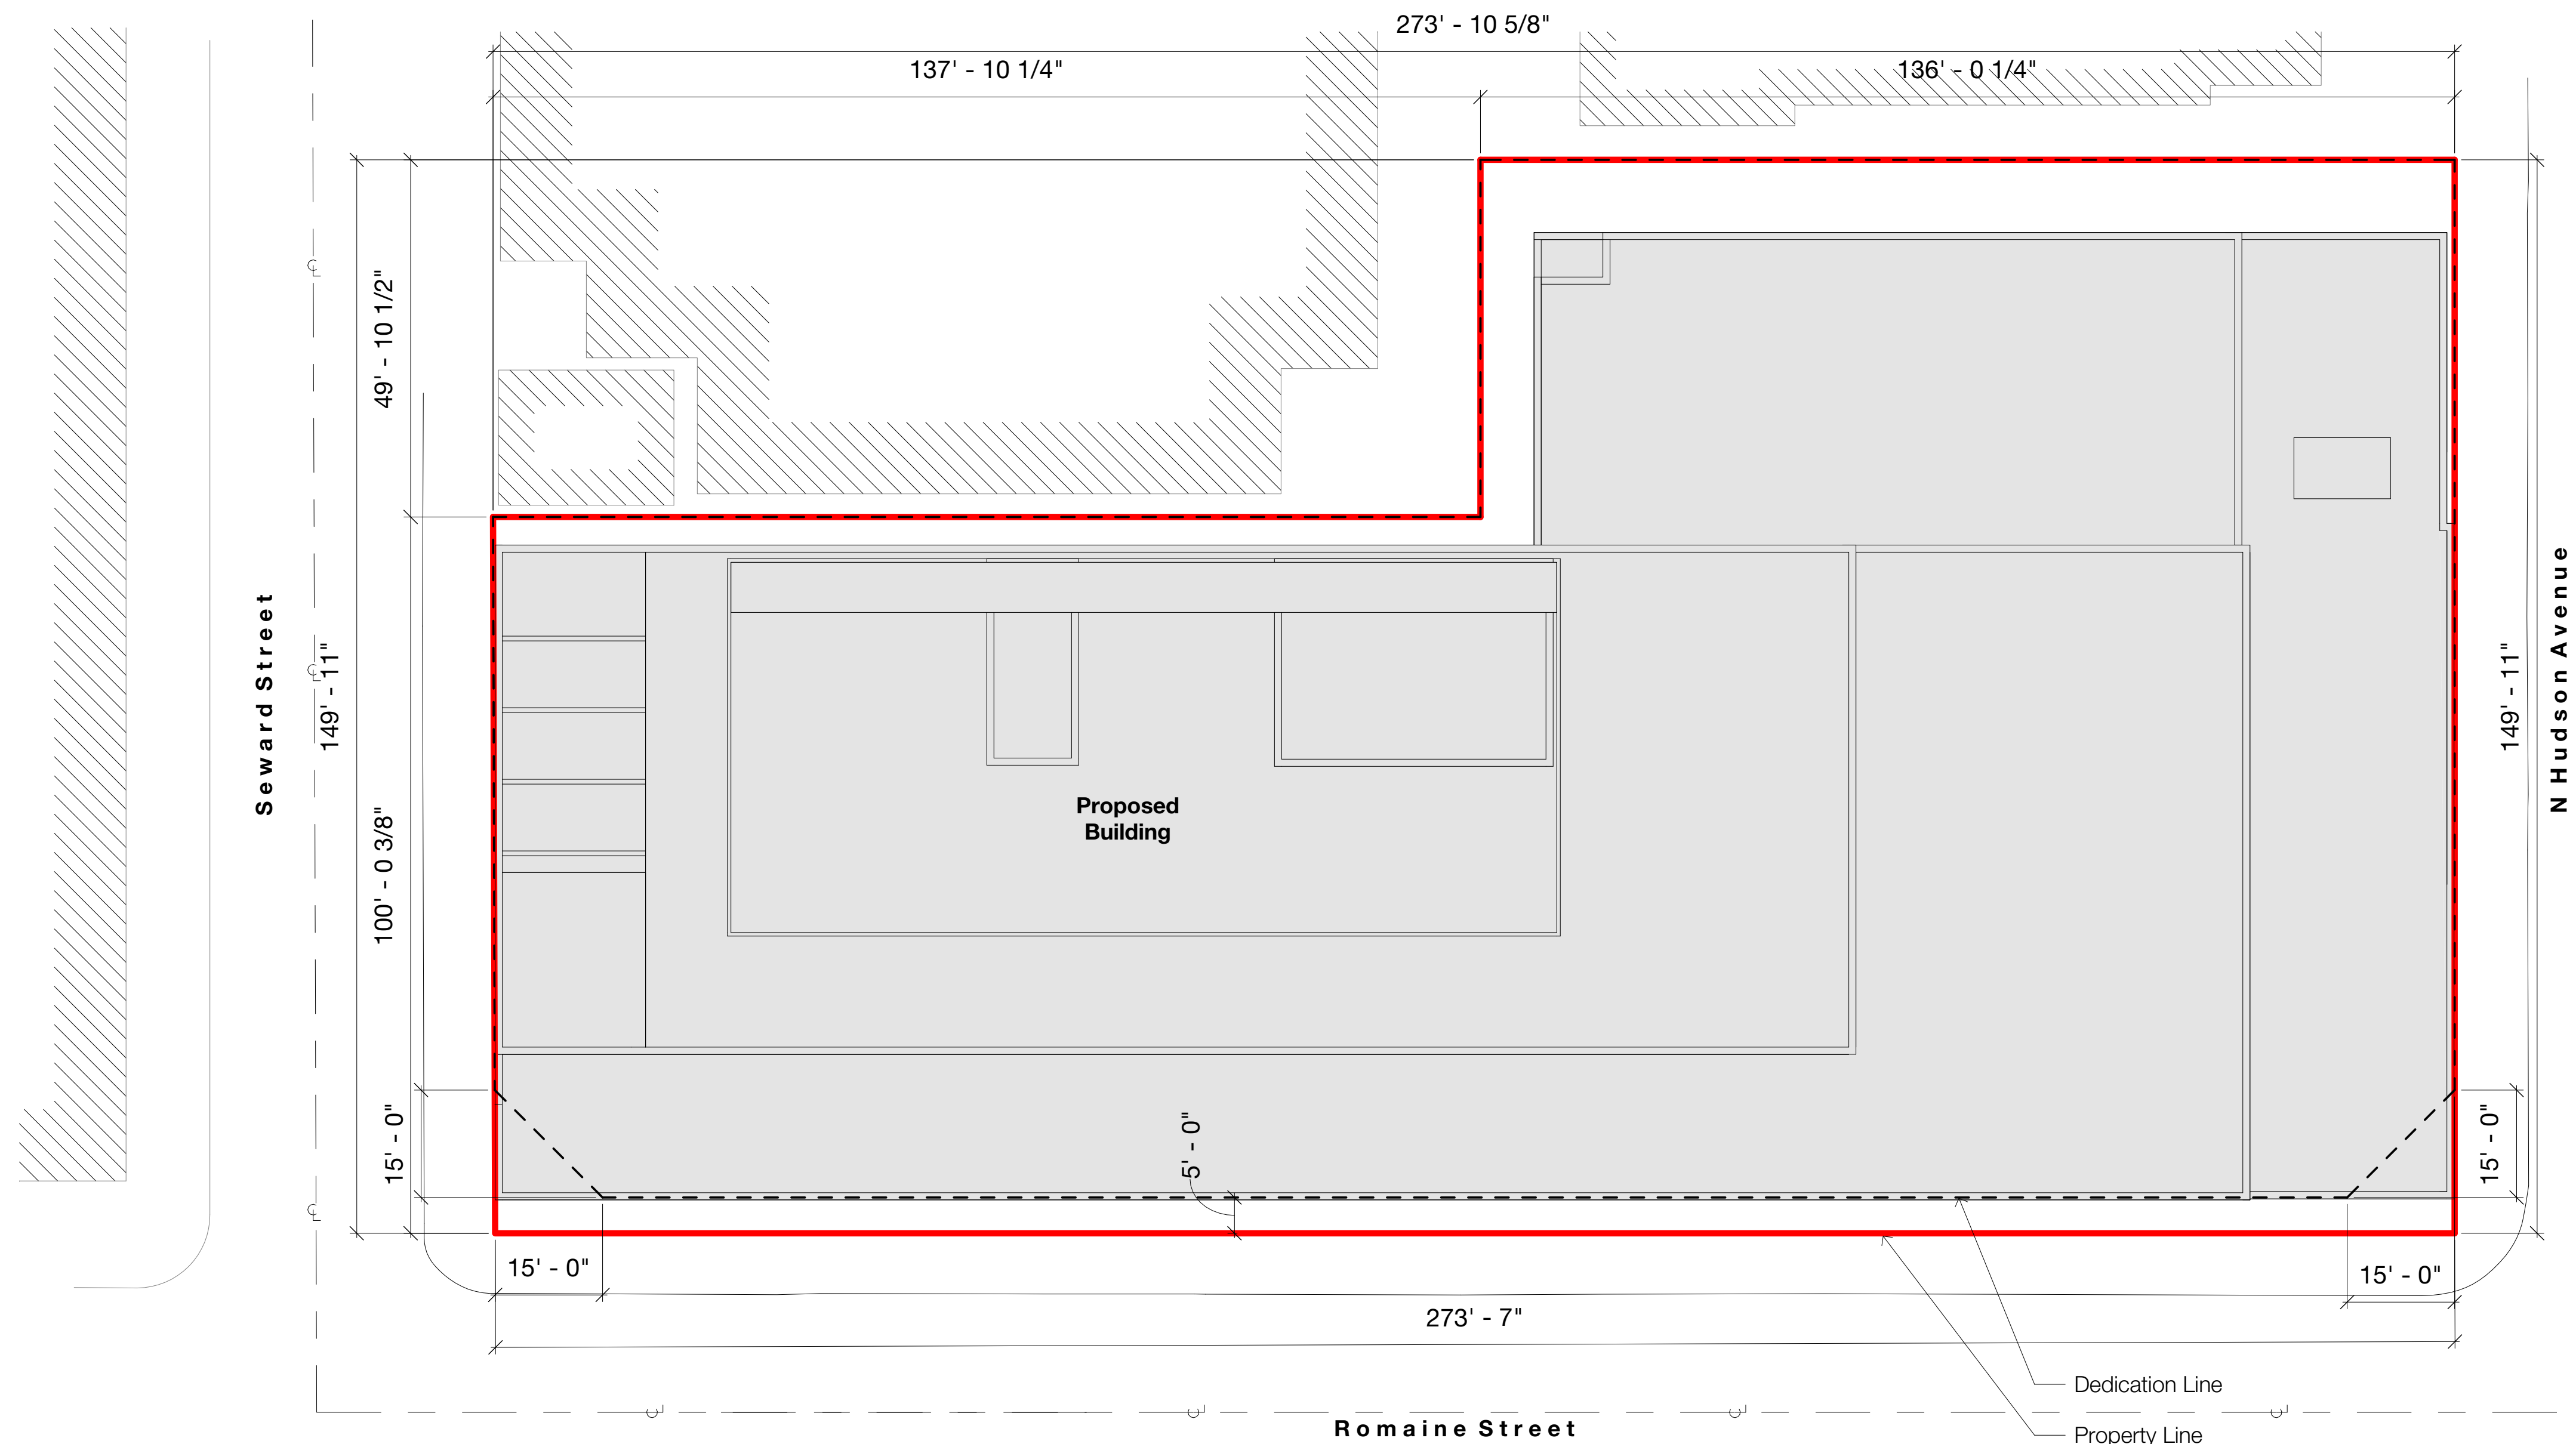 273' - 10 5/8"
137' - 10 1/4"
136' - 0 1/4"
49' - 10 1/2"
Seward Street
149' - 11"
100' - 0 3/8"
149' - 11"
N Hudson Avenue
Proposed
Building
15' - 0"
5' - 0"
15' - 0"
15' - 0"
15' - 0"
273' - 7"
Dedication Line
Romaine Street
Property Line